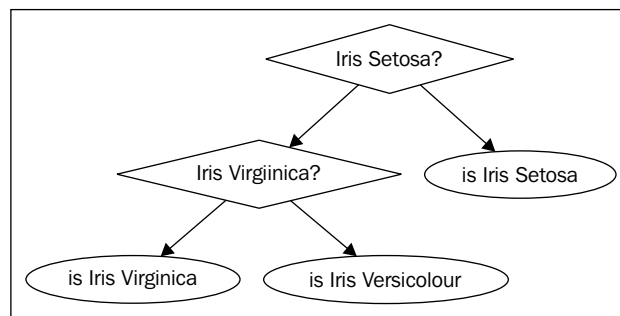 Iris Setosa?
Iris Virgiinica?
is Iris Setosa
is Iris Virginica
is Iris Versicolour